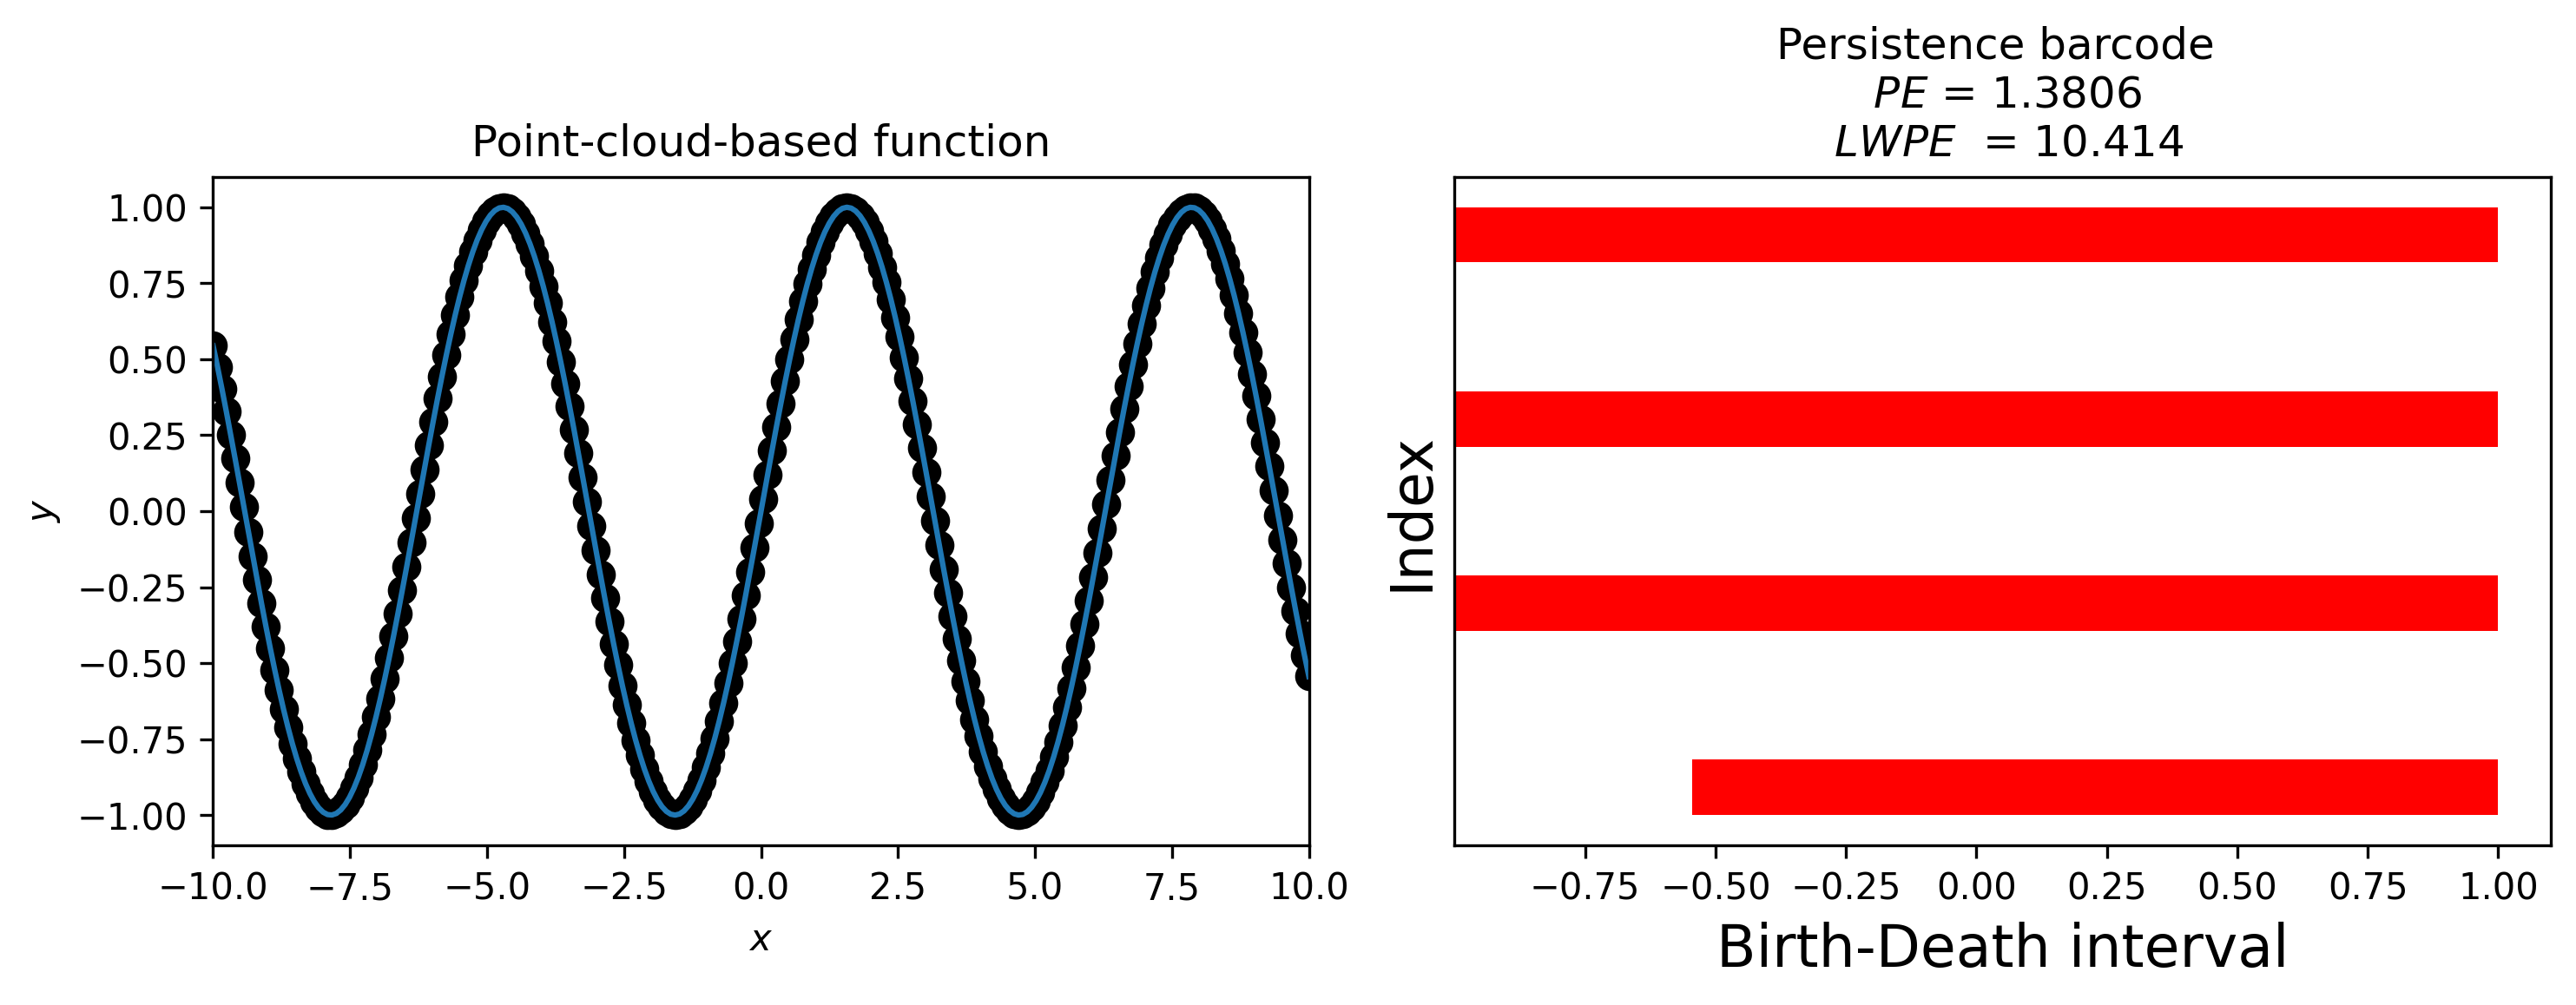 Point-cloud-based function
1.00
0.75
0.50
0.25
0.00
−0.25
−0.50
−0.75
−1.00
y
−10.0 −7.5 −5.0 −2.5 0.0 2.5 5.0 7.5 10.0
x
Persistence barcode
PE = 1.3806
LWPE = 10.414
Index
−0.75 −0.50 −0.25 0.00 0.25 0.50 0.75 1.00
Birth-Death interval